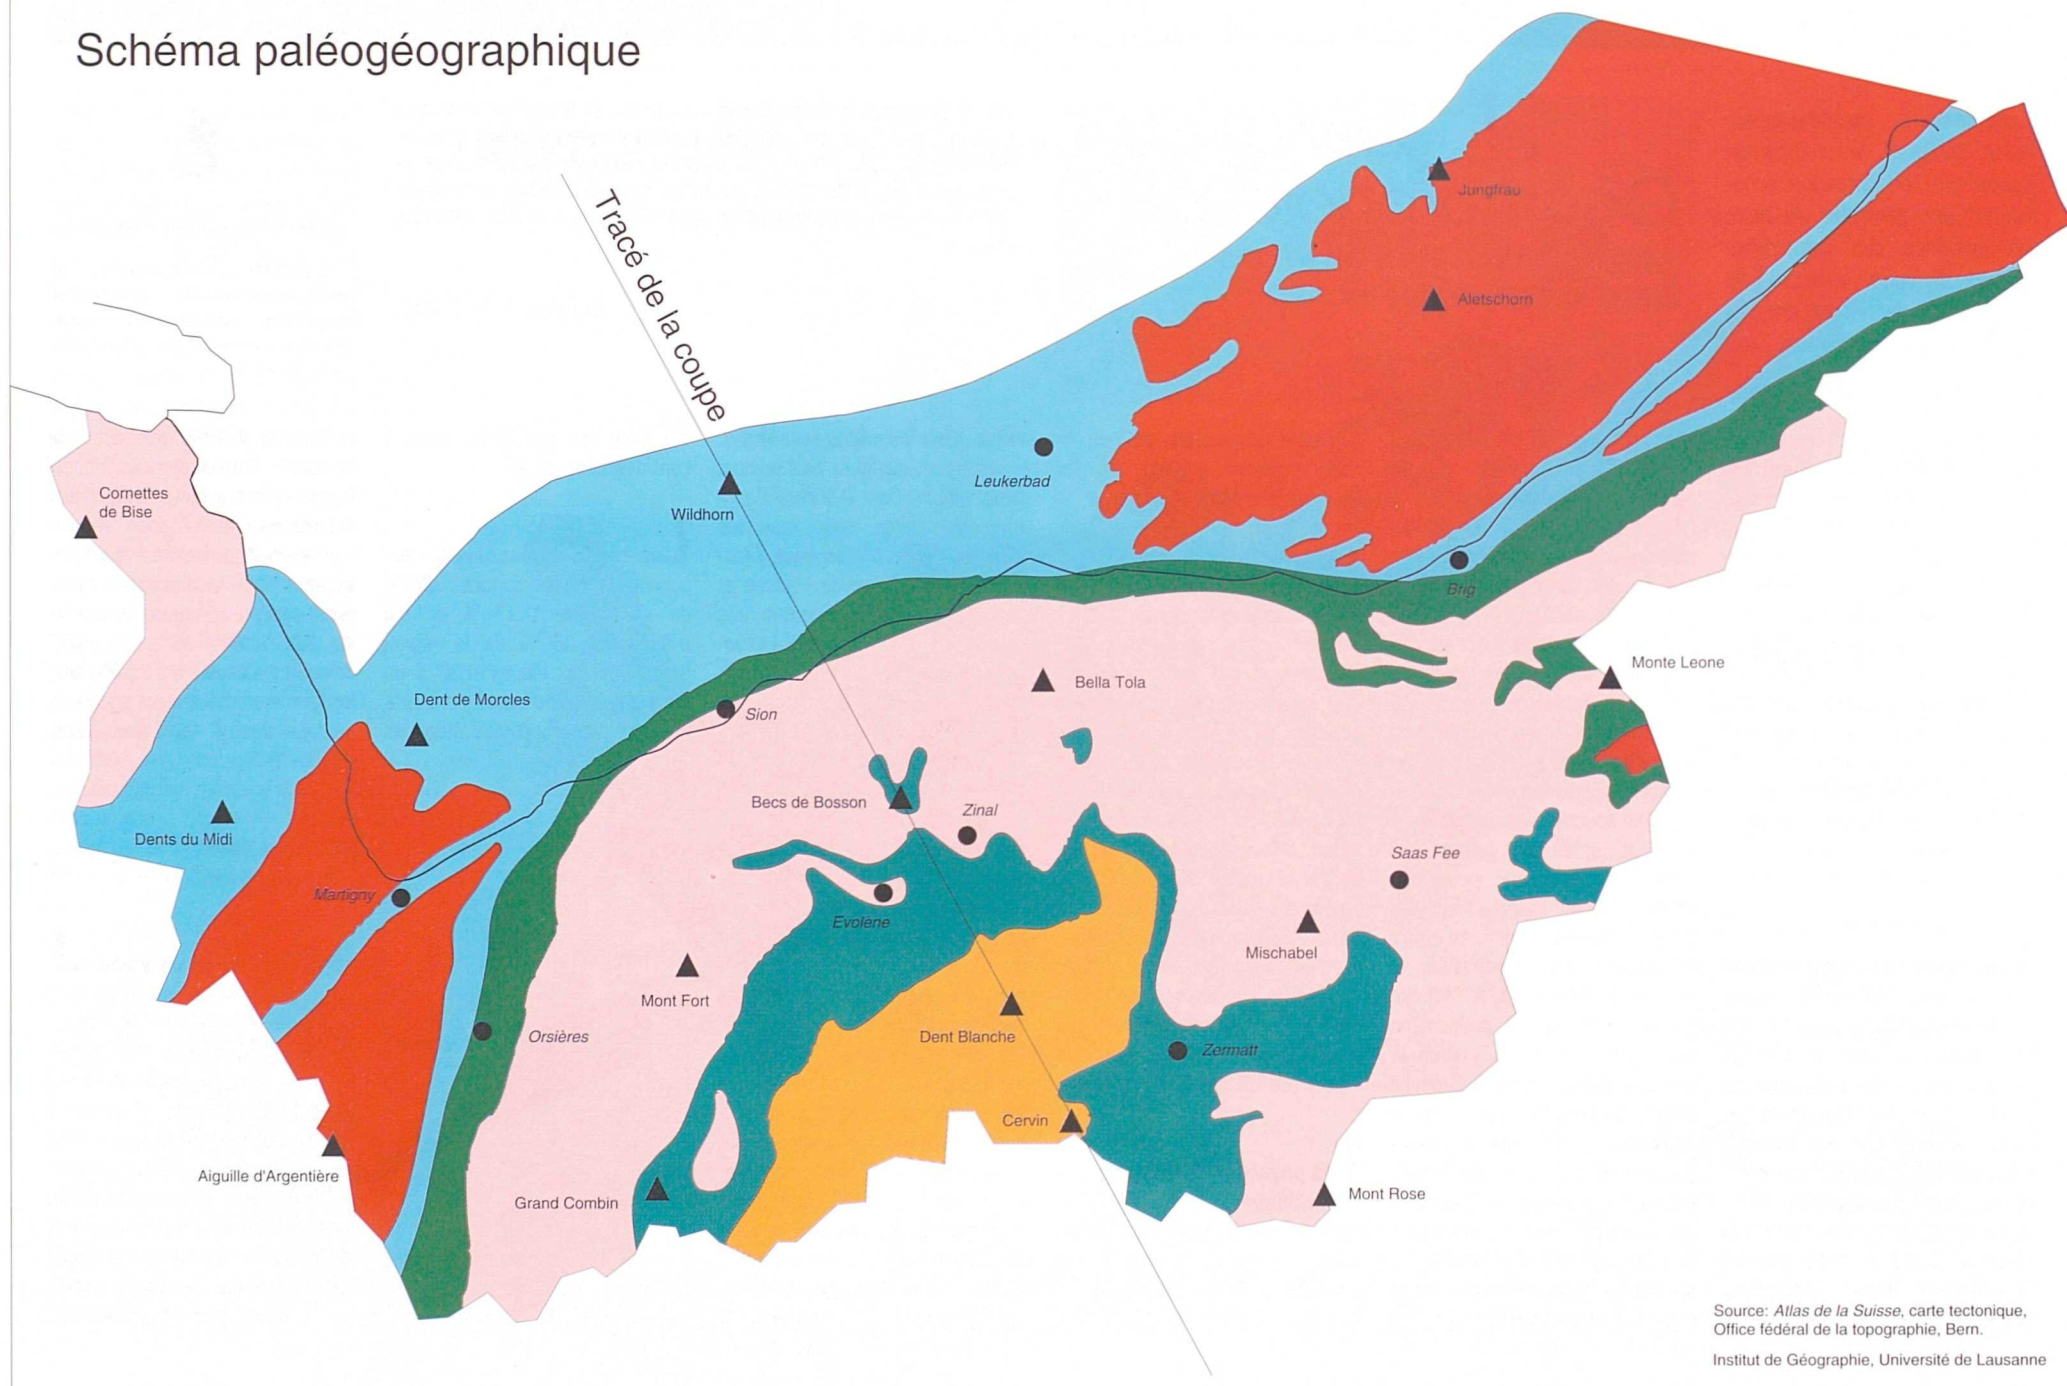 Schéma paléogéographique
Tracé de la coupe
Jungfrau
Aletschorn
Cornettes
de Bise
Leukerbad
Wildhorn
Brig
Monte Leone
Bella Tola
Dent de Morcles
Sion
Becs de Bosson
Zinal
Dents du Midi
Saas Fee
Martigny
Evolène
Mischabel
Mont Fort
Orsières
Dent Blanche
Zermatt
Cervin
Aiguille d'Argentière
Grand Combin
Mont Rose
Source: Atlas de la Suisse, carte tectonique,
Office fédéral de la topographie, Bern.
Institut de Géographie, Université de Lausanne